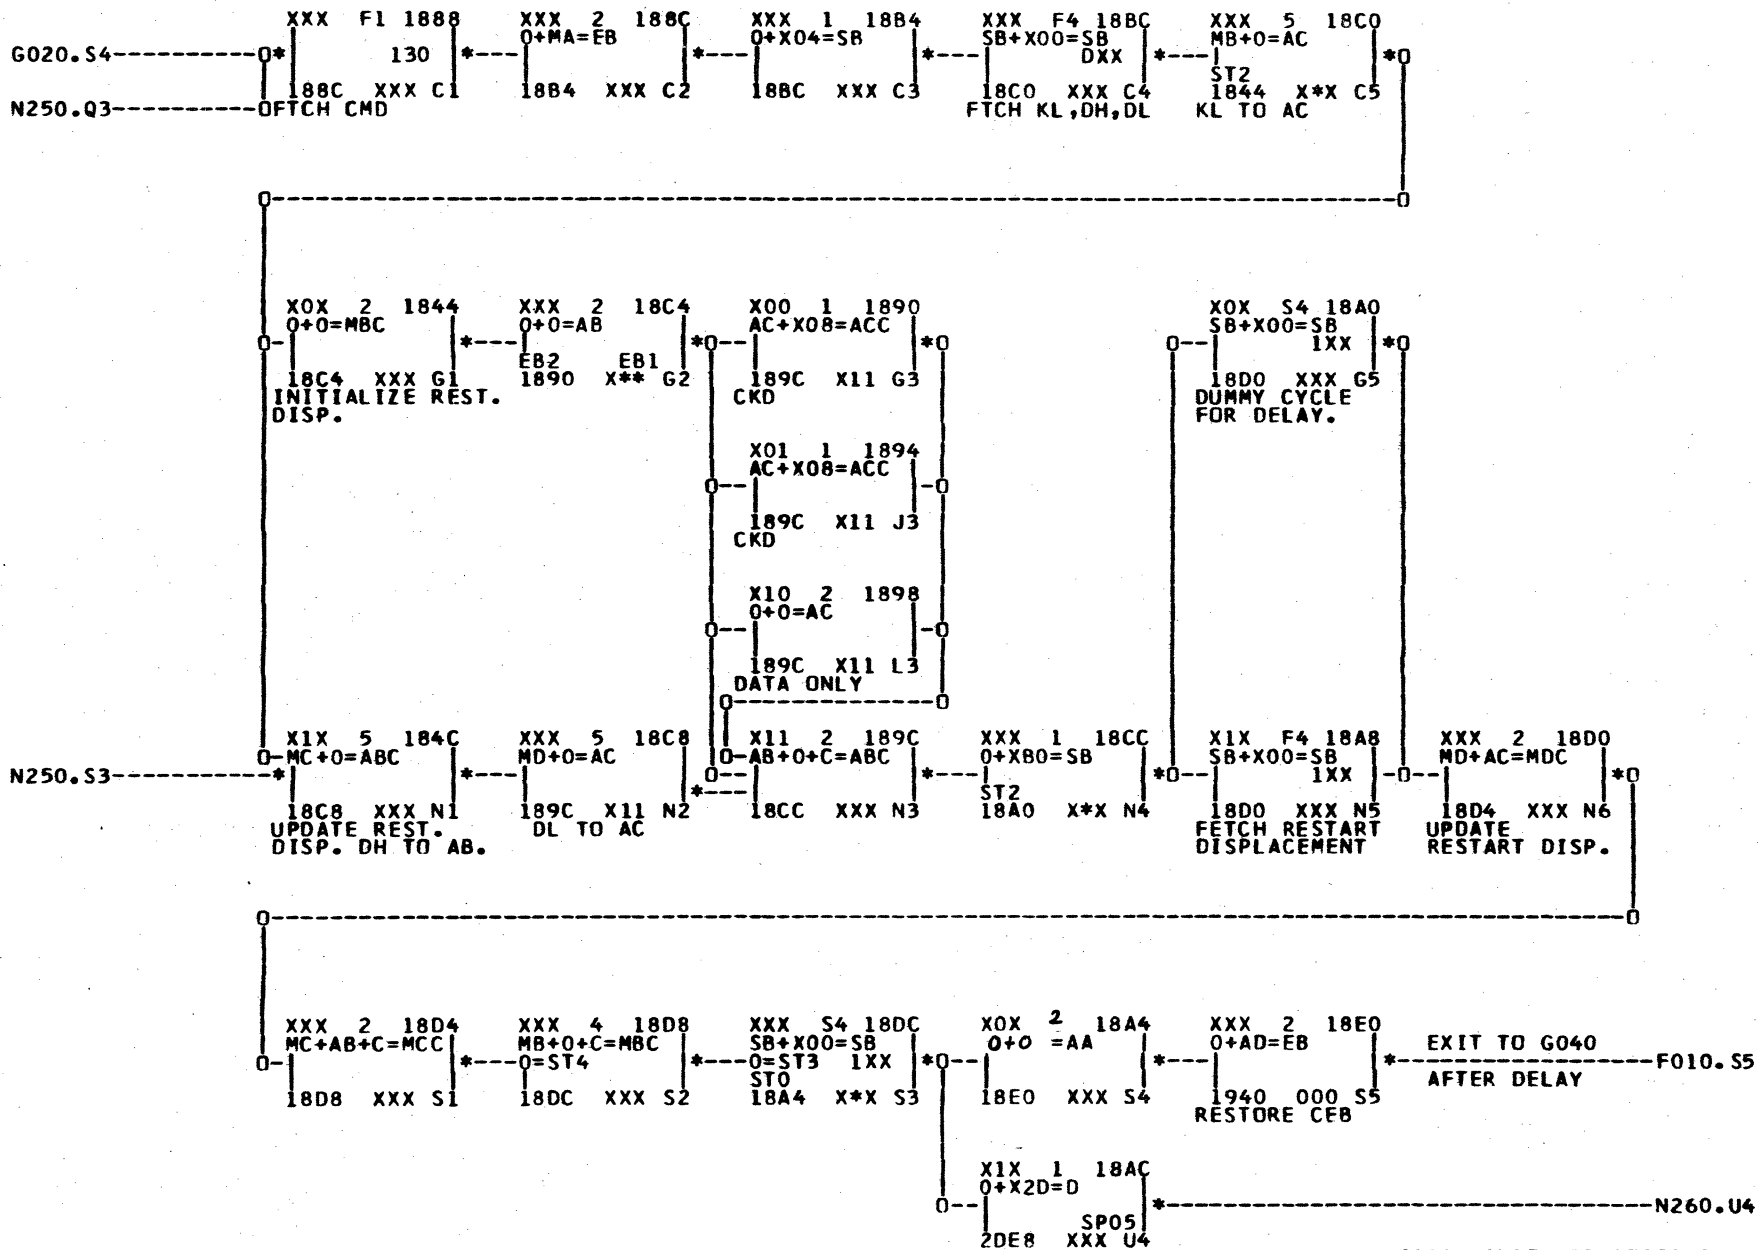 XXX F1 1888 XXX 2 188C XXX 1 18B4 XXX F4 18BC XXX 5 18C0
0+MA=EB 0+X04=SB SB+X00=SB MB+0=AC
G020.S4-----------O* 130 *--- *--- *--- DXX *--- *O
ST2
188C XXX C1 18B4 XXX C2 18BC XXX C3 18C0 XXX C4 1844 X*X C5
N250.Q3-----------OFTCH CMD FTCH KL,DH,DL KL TO AC
X0X 2 1844 XXX 2 18C4 X00 1 1890 X0X S4 18A0
0+0=MBC 0+0=AB AC+X08=ACC SB+X00=SB
1XX
EB2 EB1
18C4 XXX G1 1890 X** G2 189C X11 G3 18D0 XXX G5
INITIALIZE REST. CKD DUMMY CYCLE
DISP. FOR DELAY.
X01 1 1894
AC+X08=ACC
189C X11 J3
CKD
X10 2 1898
0+0=AC
189C X11 L3
DATA ONLY
X1X 5 184C XXX 5 18C8 X11 2 189C XXX 1 18CC X1X F4 18A8 XXX 2 18D0
MC+0=ABC MD+0=AC AB+0+C=ABC 0+XB0=SB SB+X00=SB MD+AC=MDC
N250.S3--------------* *--- *--- *--- *O-- 1XX -O-- *O
ST2
18C8 XXX N1 189C X11 N2 18CC XXX N3 18A0 X*X N4 18D0 XXX N5 18D4 XXX N6
UPDATE REST. DL TO AC FETCH RESTART UPDATE
DISP. DH TO AB. DISPLACEMENT RESTART DISP.
XXX 2 18D4 XXX 4 18D8 XXX S4 18DC X0X 2 18A4 XXX 2 18E0
MC+AB+C=MCC MB+0+C=MBC SB+X00=SB 0+0 =AA 0+AD=EB EXIT TO G040
O- *---0=ST4 *---0=ST3 1XX *O-- *--- *----------------------F010.S5
ST0 AFTER DELAY
18D8 XXX S1 18DC XXX S2 18A4 X*X S3 18E0 XXX S4 1940 000 S5
RESTORE CEB
X1X 1 18AC
0+X2D=D
O-- *------------------------------------------N260.U4
SP05
2DE8 XXX U4